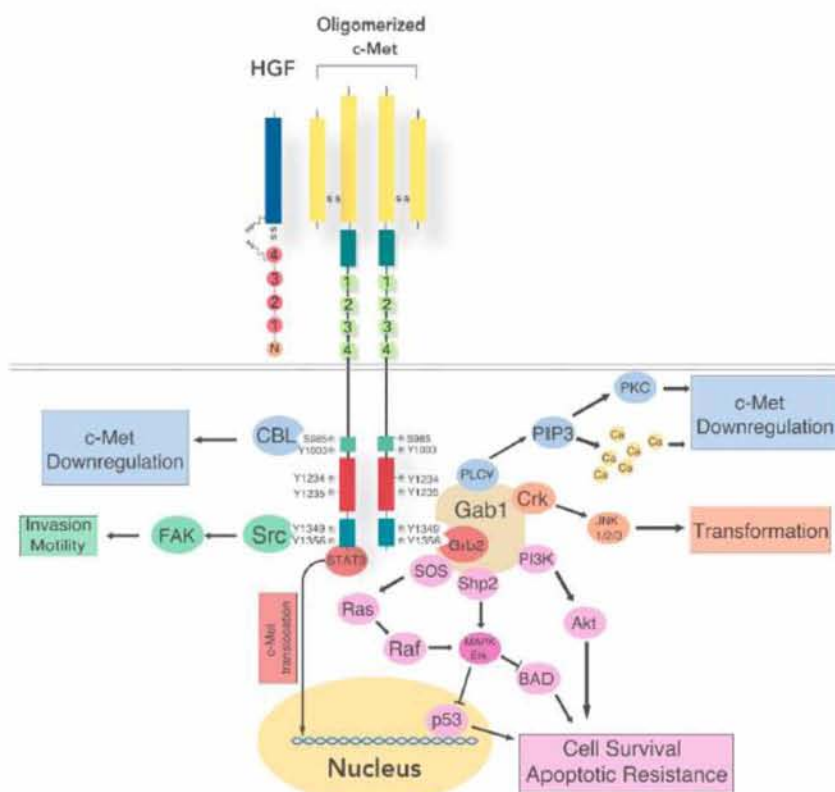 Oligomerized
c-Met
HGF
s
s
s s
s s
4
3
2
1
N
1
2
3
4
1
2
3
4
CBL
S985
Y1003
S985
Y1003
Y1234
Y1235
Y1234
Y1235
Y1349
Y1356
Y1349
Y1356
c-Met
Downregulation
Invasion
Motility
FAK
Src
STAT3
c-Met
translocation
PLCγ
PIP3
PKC
Ca
Ca
Ca
Ca
Ca
Ca
c-Met
Downregulation
Gab1
Crk
JNK
1/2/3
Transformation
Grb2
SOS
Shp2
PI3K
Ras
Raf
MAPK
Erk
Akt
BAD
p53
Nucleus
Cell Survival
Apoptotic Resistance